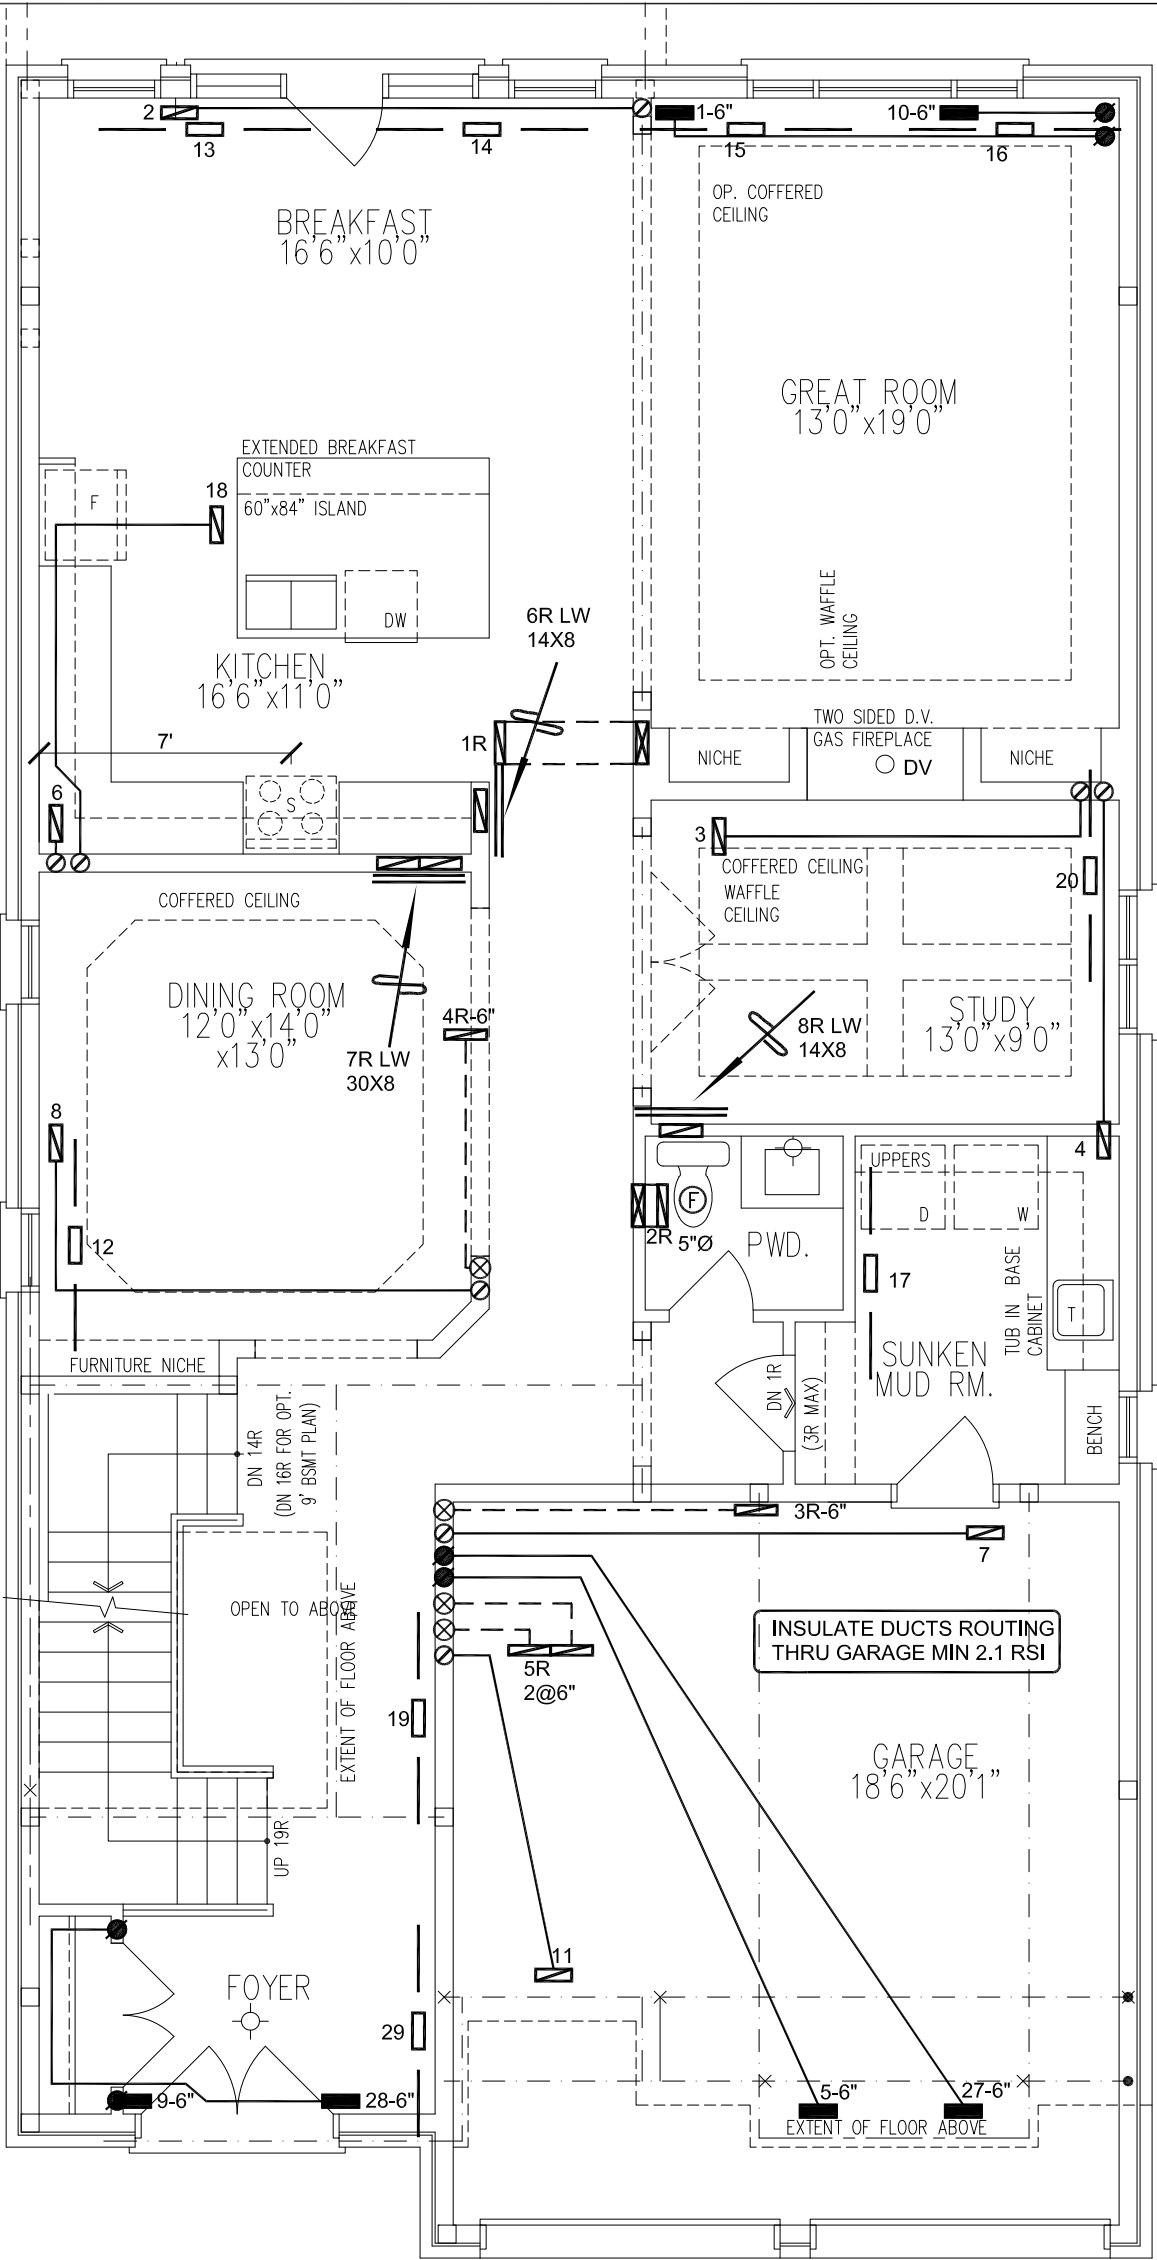 2
1-6"
10-6"
13
14
15
16
OP. COFFERED
CEILING
BREAKFAST
16'6"x10'0"
GREAT ROOM
13'0"x19'0"
EXTENDED BREAKFAST
COUNTER
60"x84" ISLAND
18
F
DW
OPT. WAFFLE
CEILING
6R LW
14X8
KITCHEN
16'6"x11'0"
7'
1R
TWO SIDED D.V.
GAS FIREPLACE
DV
NICHE
NICHE
6
S
3
COFFERED CEILING
WAFFLE
CEILING
20
COFFERED CEILING
DINING ROOM
12'0"x14'0"
x13'0"
4R-6"
7R LW
30X8
STUDY
13'0"x9'0"
8R LW
14X8
8
4
UPPERS
D
W
F
2R
5"Ø
PWD.
12
17
TUB IN BASE
CABINET
T
SUNKEN
MUD RM.
FURNITURE NICHE
DN 1R
(3R MAX)
BENCH
DN 14R
(DN 16R FOR OPT.
9' BSMT PLAN)
3R-6"
7
OPEN TO ABOVE
EXTENT OF FLOOR ABOVE
INSULATE DUCTS ROUTING
THRU GARAGE MIN 2.1 RSI
5R
2@6"
19
GARAGE
18'6"x20'1"
UP 19R
11
FOYER
29
9-6"
28-6"
5-6"
27-6"
EXTENT OF FLOOR ABOVE